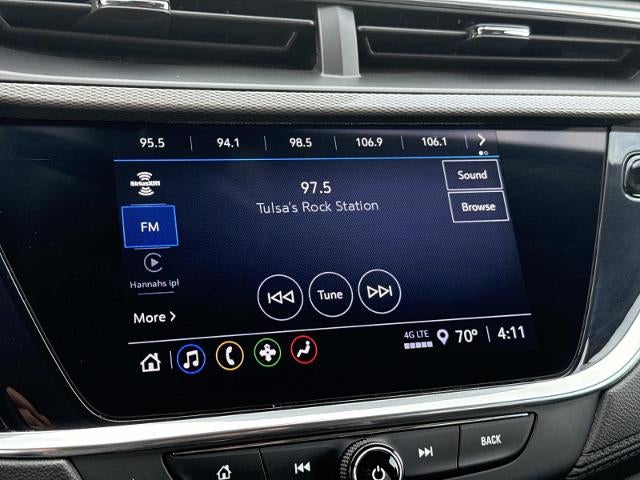 95.5 94.1 98.5 106.9 106.1
SiriusXM
97.5
Sound
Tulsa's Rock Station
FM
Browse
Hannahs ipl
Tune
More
4G LTE 70° 4:11
BACK